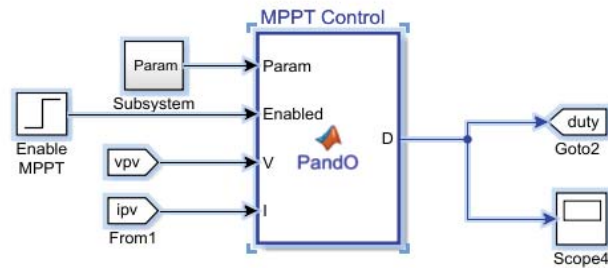 MPPT Control
Param
Subsystem
Param
Enable
MPPT
Enabled
vpv
V
ipv
From1
I
PandO
D
duty
Goto2
Scope4